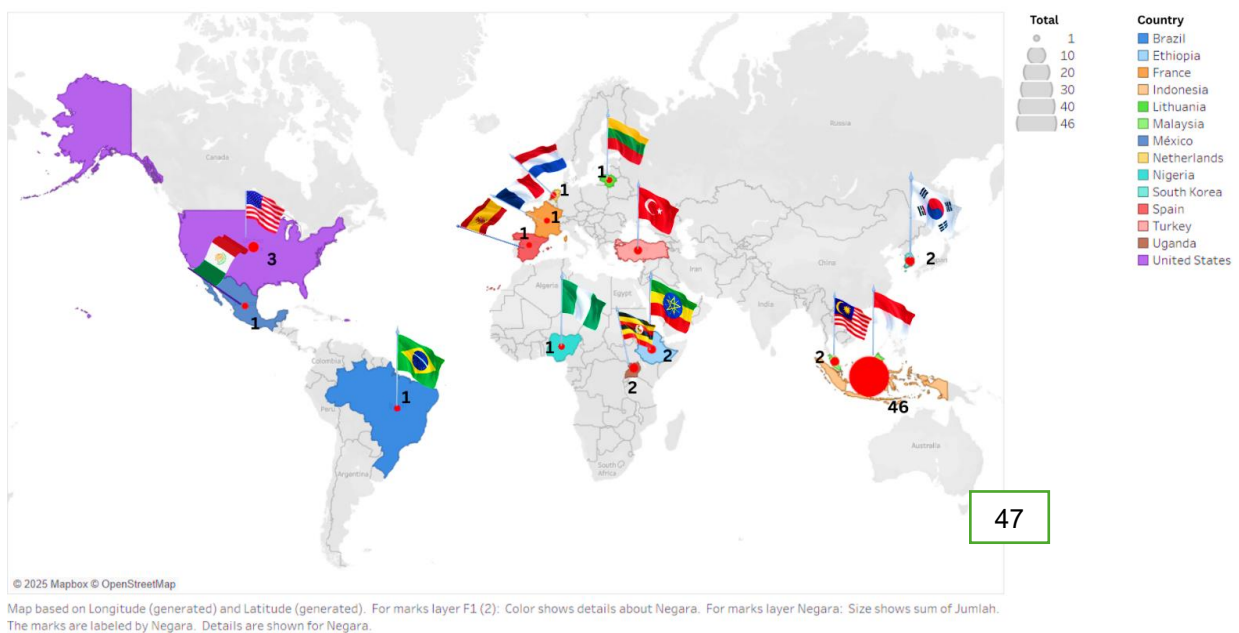 Total
1
10
20
30
40
46
Country
Brazil
Ethiopia
France
Indonesia
Lithuania
Malaysia
México
Netherlands
Nigeria
South Korea
Spain
Turkey
Uganda
United States
Russia
Canada
1
1
1
1
3
2
China
Iran
Algeria
Egypt
India
1
1
2
2
2
46
Colombia
Peru
1
Argentina
South
Africa
Australia
47
© 2025 Mapbox © OpenStreetMap
Map based on Longitude (generated) and Latitude (generated). For marks layer F1 (2): Color shows details about Negara. For marks layer Negara: Size shows sum of Jumlah.
The marks are labeled by Negara. Details are shown for Negara.